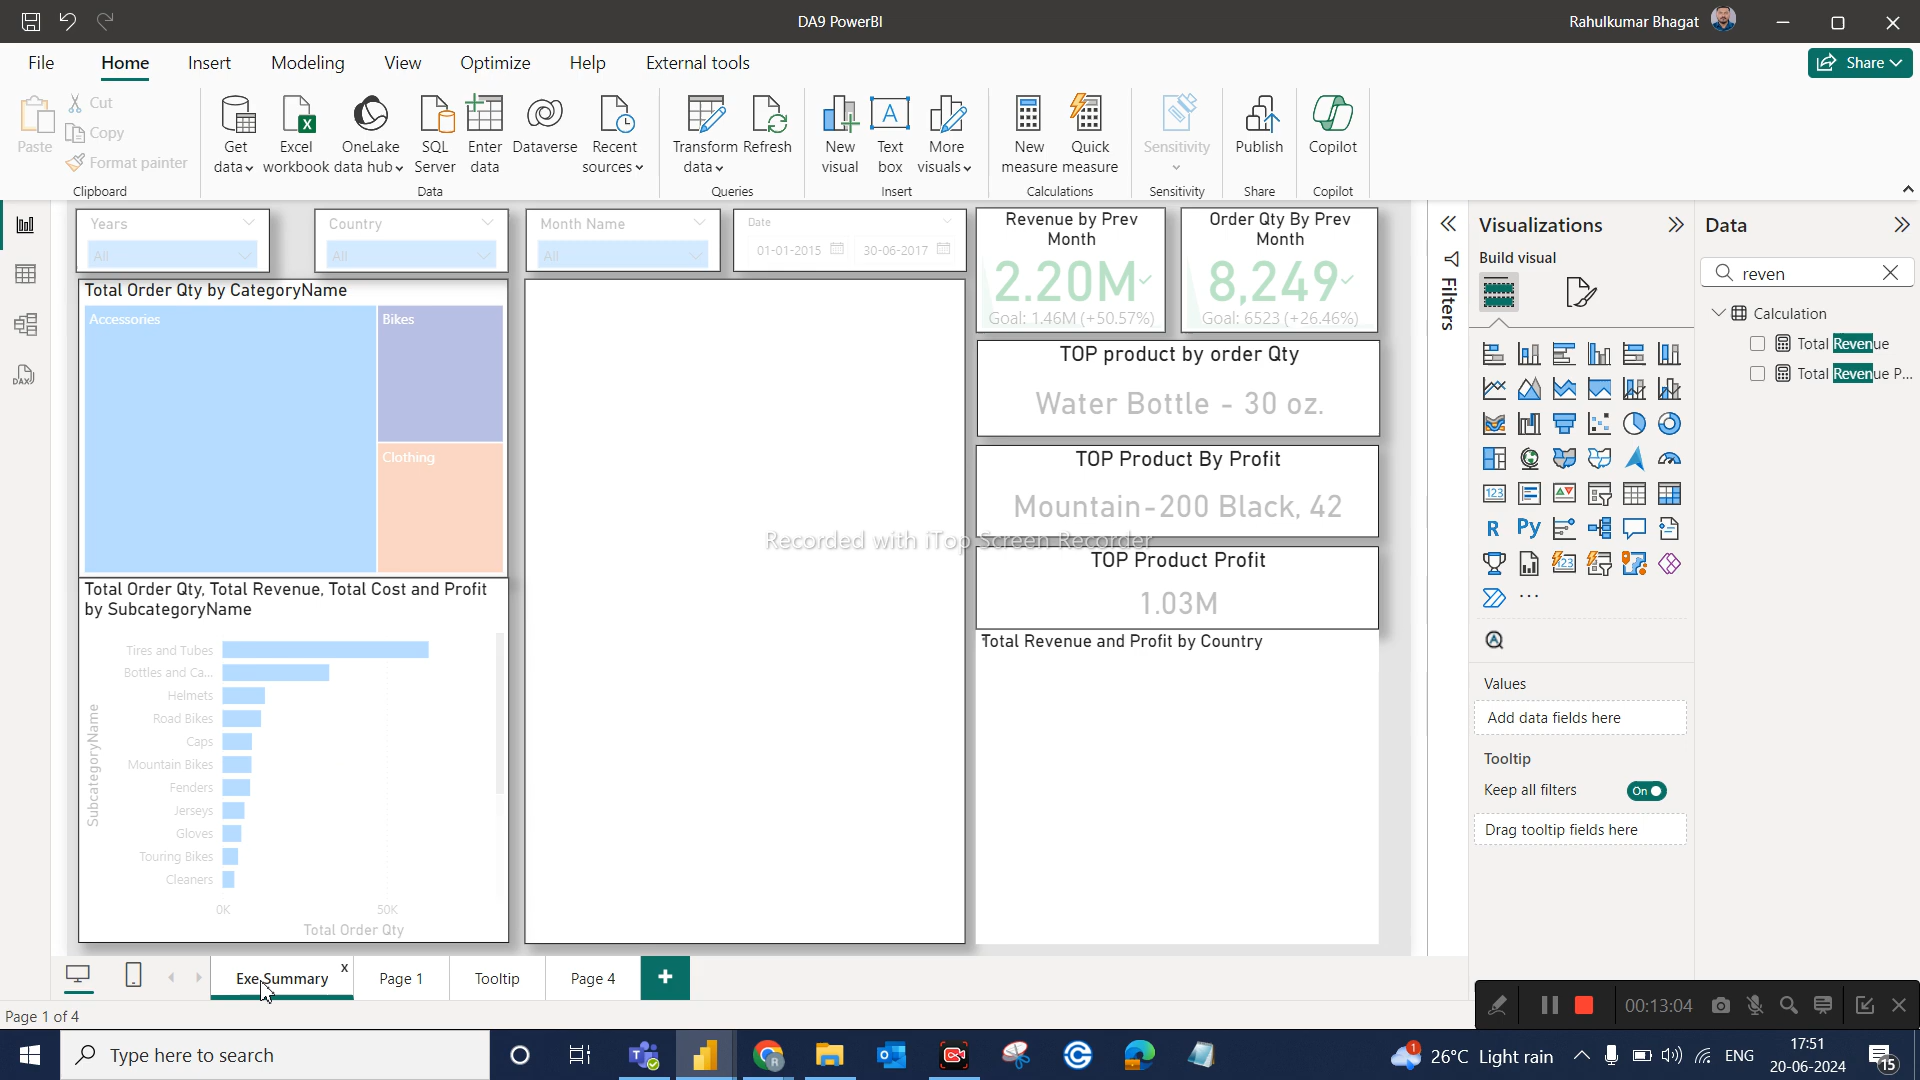 DA9 PowerBI
Rahulkumar Bhagat
File
Home
Insert
Modeling
View
Optimize
Help
External tools
Share
Paste
Cut
Copy
Format painter
Clipboard
Get data
Excel workbook
OneLake data hub
SQL Server
Enter data
Dataverse
Recent sources
Data
Transform data
Refresh
Queries
New visual
Text box
More visuals
Insert
New measure
Quick measure
Calculations
Sensitivity
Sensitivity
Publish
Share
Copilot
Copilot
Years
All
Country
All
Month Name
All
Date
01-01-2015
30-06-2017
Revenue by Prev
Month
2.20M
Goal: 1.46M (+50.57%)
Order Qty By Prev
Month
8,249
Goal: 6523 (+26.46%)
Total Order Qty by CategoryName
Accessories
Bikes
Clothing
TOP product by order Qty
Water Bottle - 30 oz.
TOP Product By Profit
Mountain-200 Black, 42
Recorded with iTop Screen Recorder
TOP Product Profit
1.03M
Total Revenue and Profit by Country
Total Order Qty, Total Revenue, Total Cost and Profit
by SubcategoryName
SubcategoryName
Tires and Tubes
Bottles and Ca...
Helmets
Road Bikes
Caps
Mountain Bikes
Fenders
Jerseys
Gloves
Touring Bikes
Cleaners
0K
50K
Total Order Qty
Filters
Visualizations
Build visual
123
R
Py
123
Values
Add data fields here
Tooltip
Keep all filters
On
Drag tooltip fields here
Data
reven
Calculation
Total Revenue
Total Revenue P...
DAX
Exe Summary
x
Page 1
Tooltip
Page 4
Page 1 of 4
00:13:04
Type here to search
1
26°C Light rain
ENG
17:51
20-06-2024
15